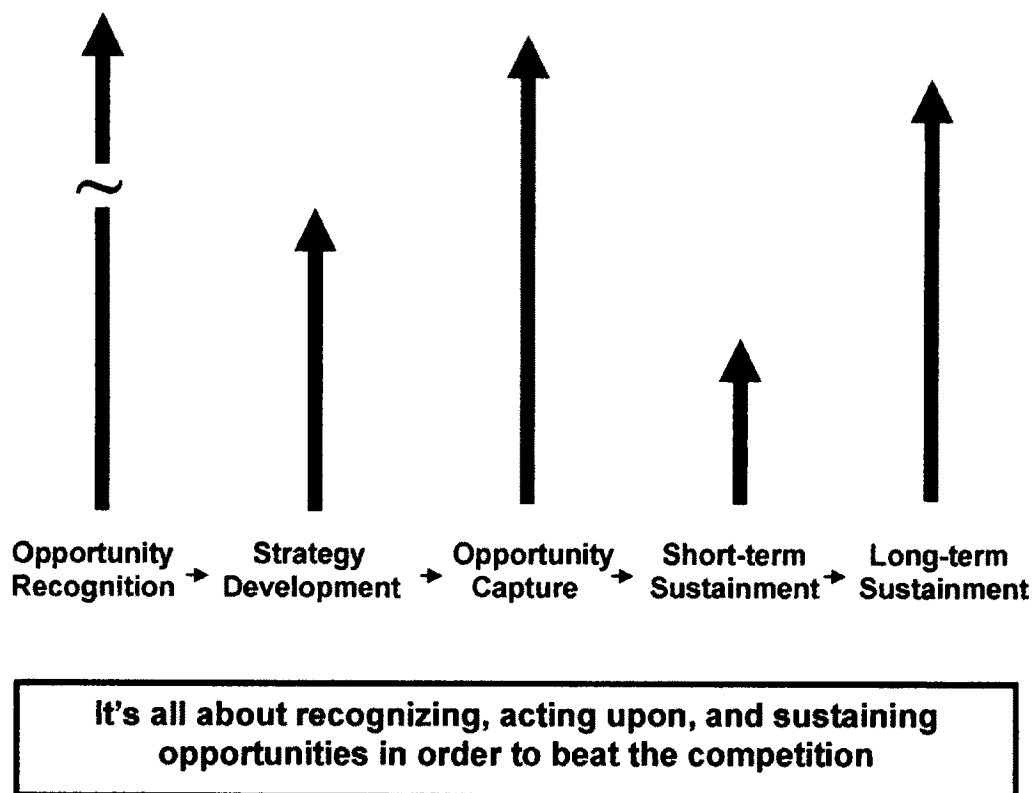 Opportunity
Recognition
Strategy
Development
Opportunity
Capture
Short-term
Sustainment
Long-term
Sustainment
It's all about recognizing, acting upon, and sustaining
opportunities in order to beat the competition